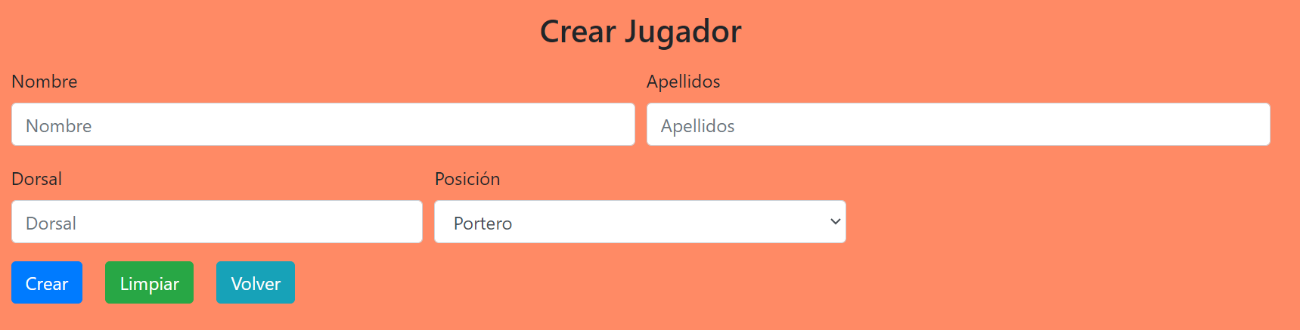 Crear Jugador
Nombre Apellidos
Nombre Apellidos
Dorsal Posición
Dorsal Portero
Crear Limpiar Volver